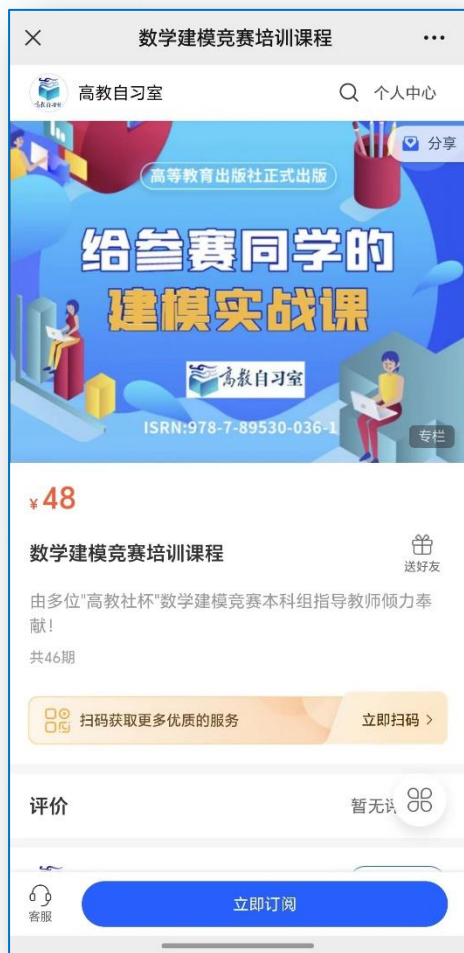 数学建模竞赛培训课程
高教自习室
个人中心
分享
高等教育出版社正式出版
给参赛同学的
建模实战课
高教自习室
ISRN:978-7-89530-036-1
专栏
¥48
数学建模竞赛培训课程
送好友
由多位"高教社杯"数学建模竞赛本科组指导教师倾力奉
献！
共46期
扫码获取更多优质的服务
立即扫码
评价
暂无
客服
立即订阅